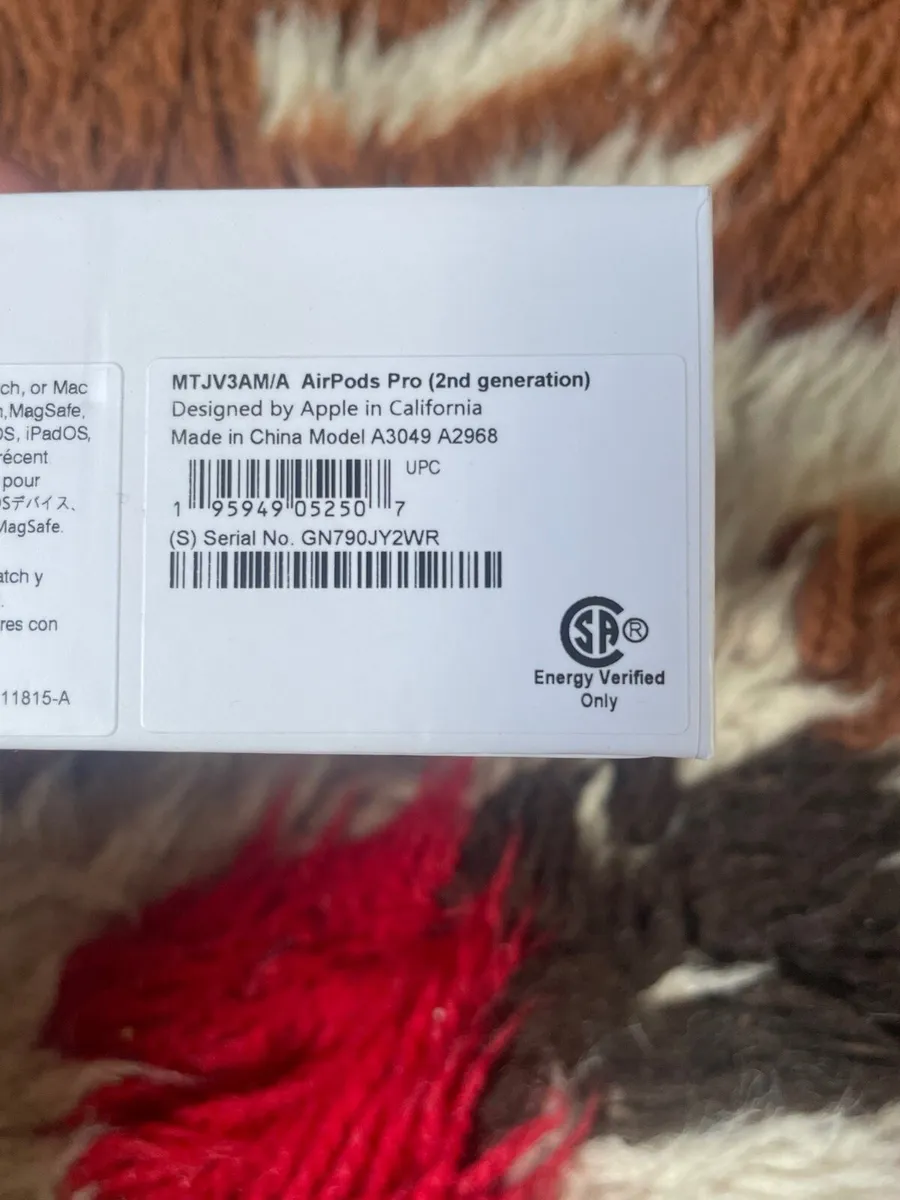 ch, or Mac
,MagSafe,
OS, iPadOS,
récent
pour
OSデバイス、
MagSafe.
atch y
.
res con
11815-A
MTJV3AM/A AirPods Pro (2nd generation)
Designed by Apple in California
Made in China Model A3049 A2968
UPC
1 95949 05250 7
(S) Serial No. GN790JY2WR
SA ®
Energy Verified
Only